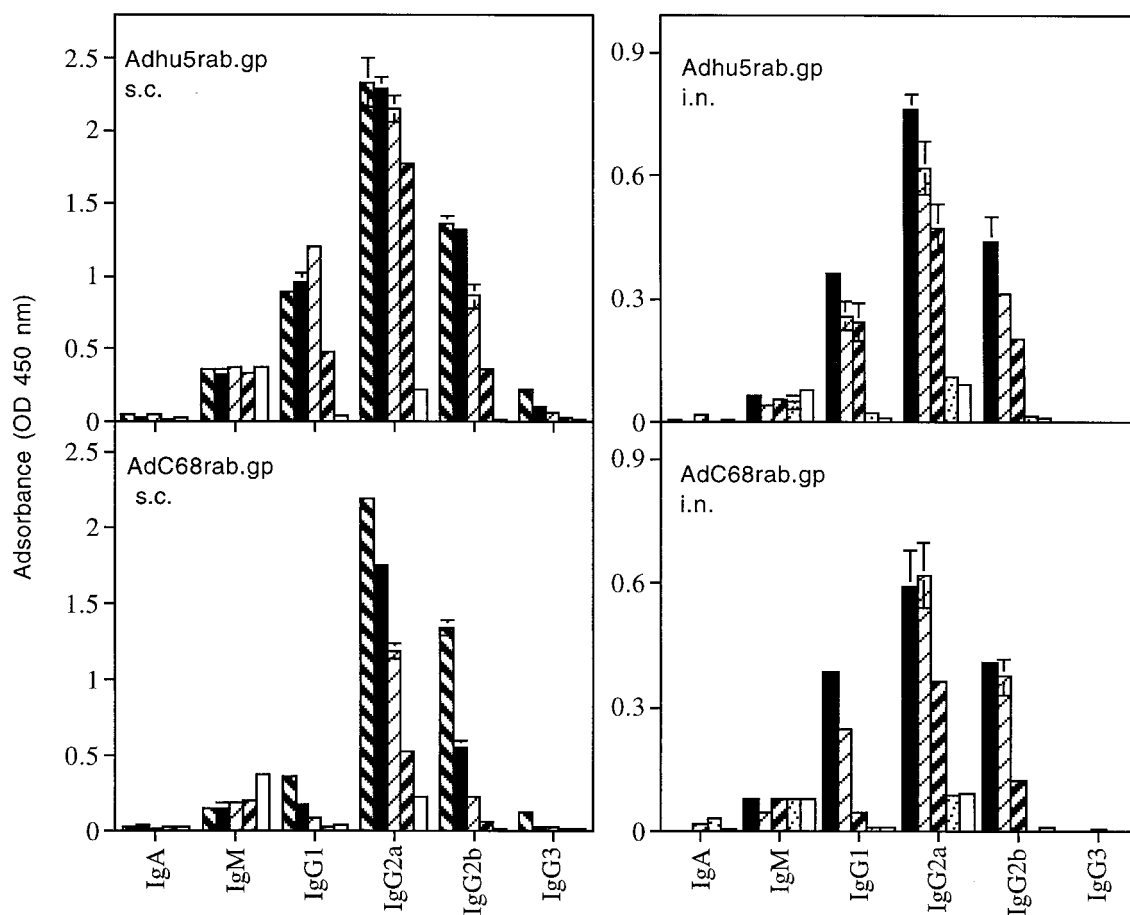 Adhu5rab.gp
s.c.
Adhu5rab.gp
i.n.
2.5
2
1.5
1
0.5
0
0.9
0.6
0.3
0
AdC68rab.gp
s.c.
AdC68rab.gp
i.n.
2.5
2
1.5
1
0.5
0
0.9
0.6
0.3
0
Adsorbance (OD 450 nm)
IgA
IgM
IgG1
IgG2a
IgG2b
IgG3
IgA
IgM
IgG1
IgG2a
IgG2b
IgG3